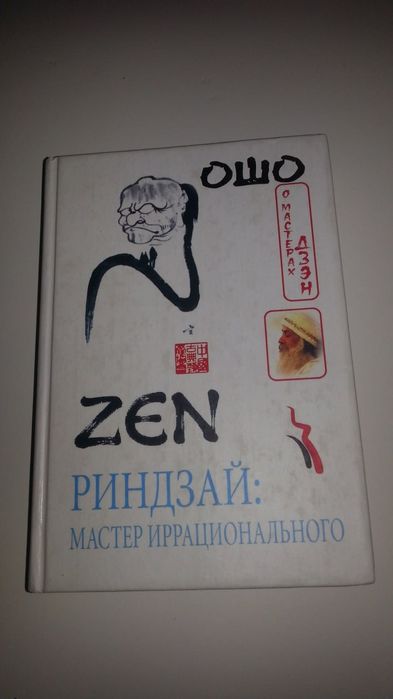 ОШО
О МАСТЕРАХ
ДЗЭН
ZEN
РИНДЗАЙ:
МАСТЕР ИРРАЦИОНАЛЬНОГО